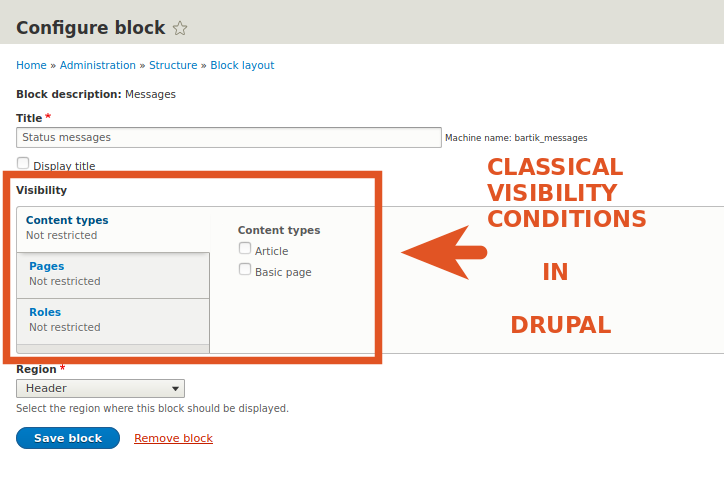 Configure block
Home » Administration » Structure » Block layout
Block description: Messages
Title *
Status messages
Machine name: bartik_messages
Display title
Visibility
Content types
Not restricted
Pages
Not restricted
Roles
Not restricted
Content types
Article
Basic page
CLASSICAL
VISIBILITY
CONDITIONS
IN
DRUPAL
Region *
Header
Select the region where this block should be displayed.
Save block Remove block